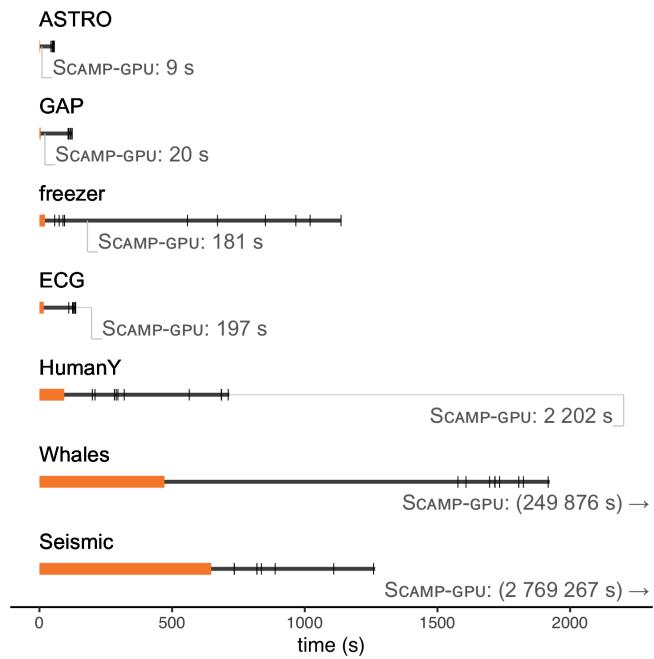 ASTRO
Scamp-gpu: 9 s
GAP
Scamp-gpu: 20 s
freezer
Scamp-gpu: 181 s
ECG
Scamp-gpu: 197 s
HumanY
Scamp-gpu: 2 202 s
Whales
Scamp-gpu: (249 876 s) →
Seismic
Scamp-gpu: (2 769 267 s) →
0 500 1000 1500 2000
time (s)